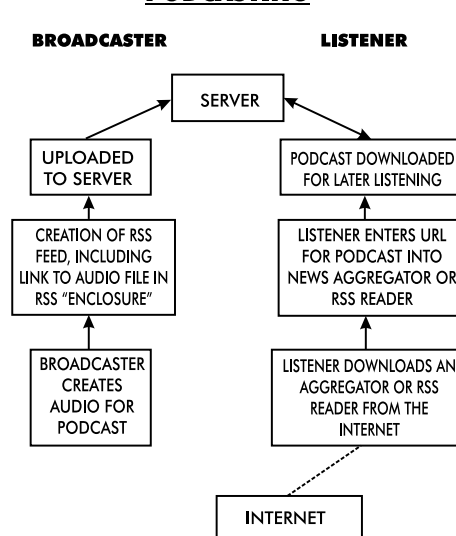 BROADCASTER
LISTENER
SERVER
UPLOADED
TO SERVER
PODCAST DOWNLOADED
FOR LATER LISTENING
CREATION OF RSS
FEED, INCLUDING
LINK TO AUDIO FILE IN
RSS “ENCLOSURE”
LISTENER ENTERS URL
FOR PODCAST INTO
NEWS AGGREGATOR OR
RSS READER
BROADCASTER
CREATES
AUDIO FOR
PODCAST
LISTENER DOWNLOADS AN
AGGREGATOR OR RSS
READER FROM THE
INTERNET
INTERNET